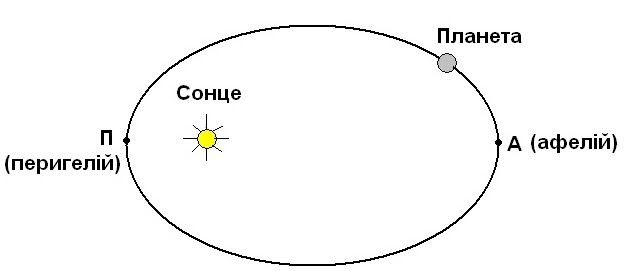 Планета
Сонце
П
(перигелій)
А (афелій)